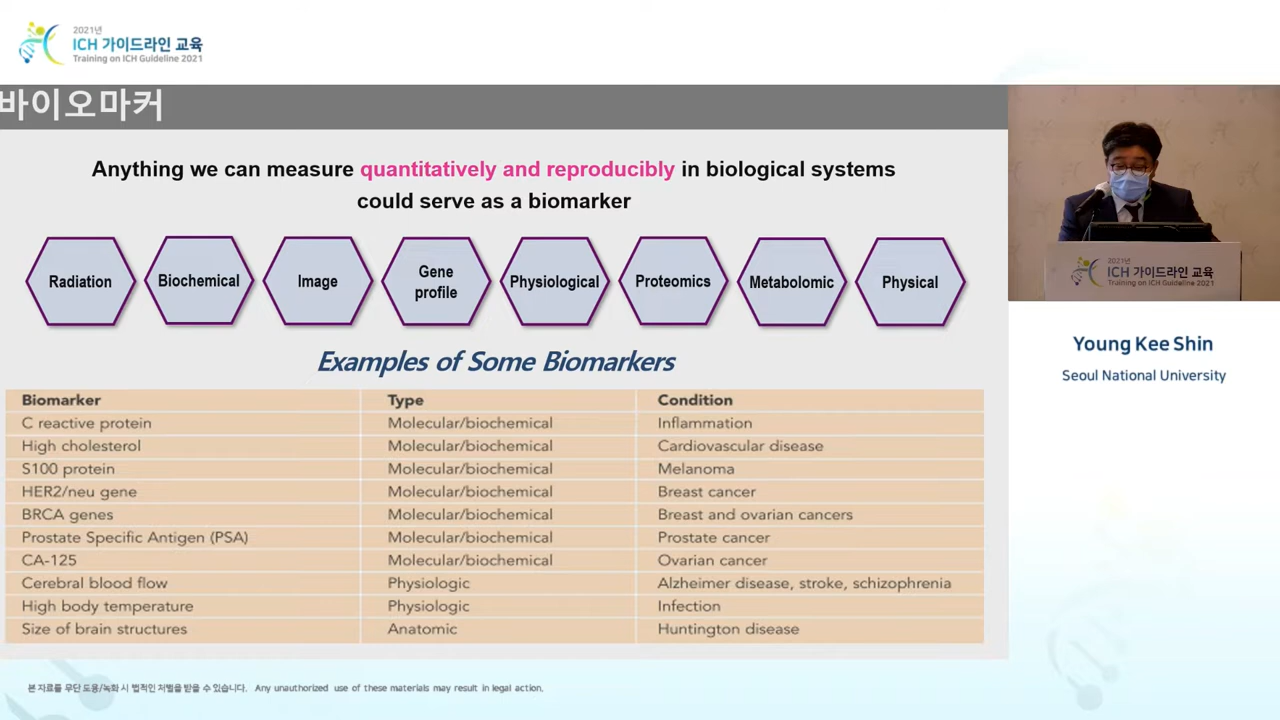 2021년
ICH 가이드라인 교육
Training on ICH Guideline 2021
바이오마커
Anything we can measure quantitatively and reproducibly in biological systems
could serve as a biomarker
Radiation
Biochemical
Image
Gene
profile
Physiological
Proteomics
Metabolomic
Physical
Examples of Some Biomarkers
Biomarker Type Condition
C reactive protein Molecular/biochemical Inflammation
High cholesterol Molecular/biochemical Cardiovascular disease
S100 protein Molecular/biochemical Melanoma
HER2/neu gene Molecular/biochemical Breast cancer
BRCA genes Molecular/biochemical Breast and ovarian cancers
Prostate Specific Antigen (PSA) Molecular/biochemical Prostate cancer
CA-125 Molecular/biochemical Ovarian cancer
Cerebral blood flow Physiologic Alzheimer disease, stroke, schizophrenia
High body temperature Physiologic Infection
Size of brain structures Anatomic Huntington disease
2021년
ICH 가이드라인 교육
Training on ICH Guideline 2021
Young Kee Shin
Seoul National University
본 자료를 무단 도용/녹화 시 법적인 처벌을 받을 수 있습니다. Any unauthorized use of these materials may result in legal action.